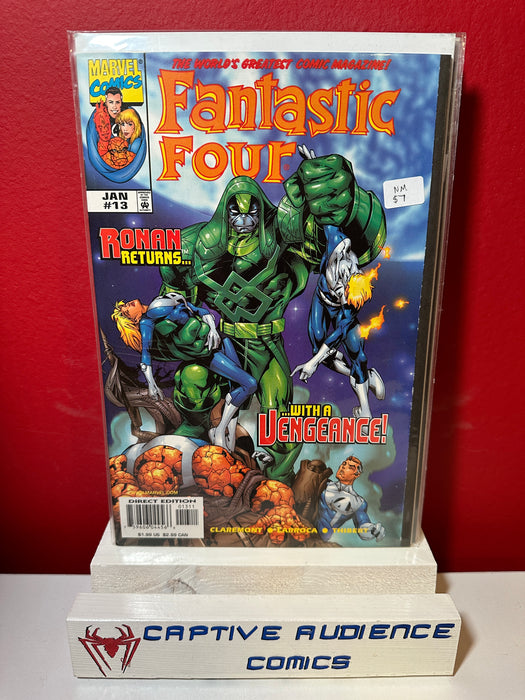 THE WORLD'S GREATEST COMIC MAGAZINE!
MARVEL
COMICS
FANTASTIC
FOUR
JAN
#13
NM
$7
RONAN
RETURNS...
...WITH A
VENGEANCE!
DIRECT EDITION
01311
$1.99 US $2.99 CAN
CLAREMONT • LARROCA • THIBERT
CAPTIVE AUDIENCE
COMICS